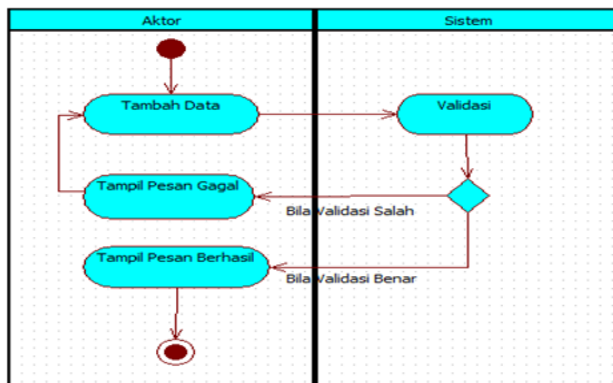 Aktor
Sistem
Tambah Data
Validasi
Tampil Pesan Gagal
Bila Validasi Salah
Tampil Pesan Berhasil
Bila Validasi Benar